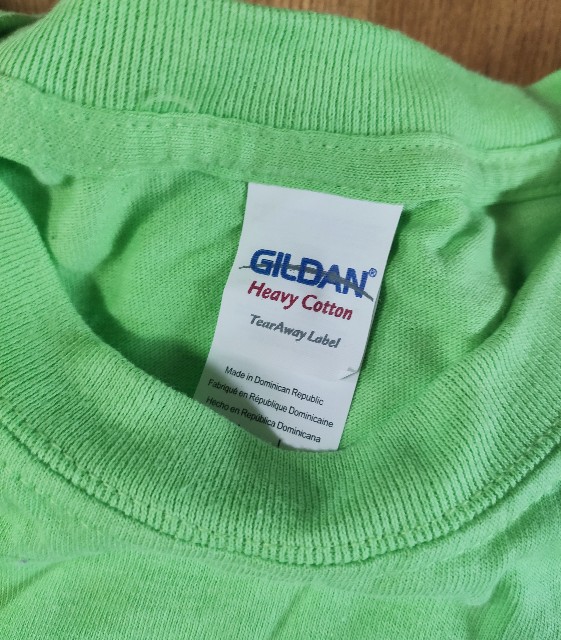 GILDAN®
Heavy Cotton
TearAway Label
Made in Dominican Republic
Fabriqué en République Dominicaine
Hecho en República Dominicana